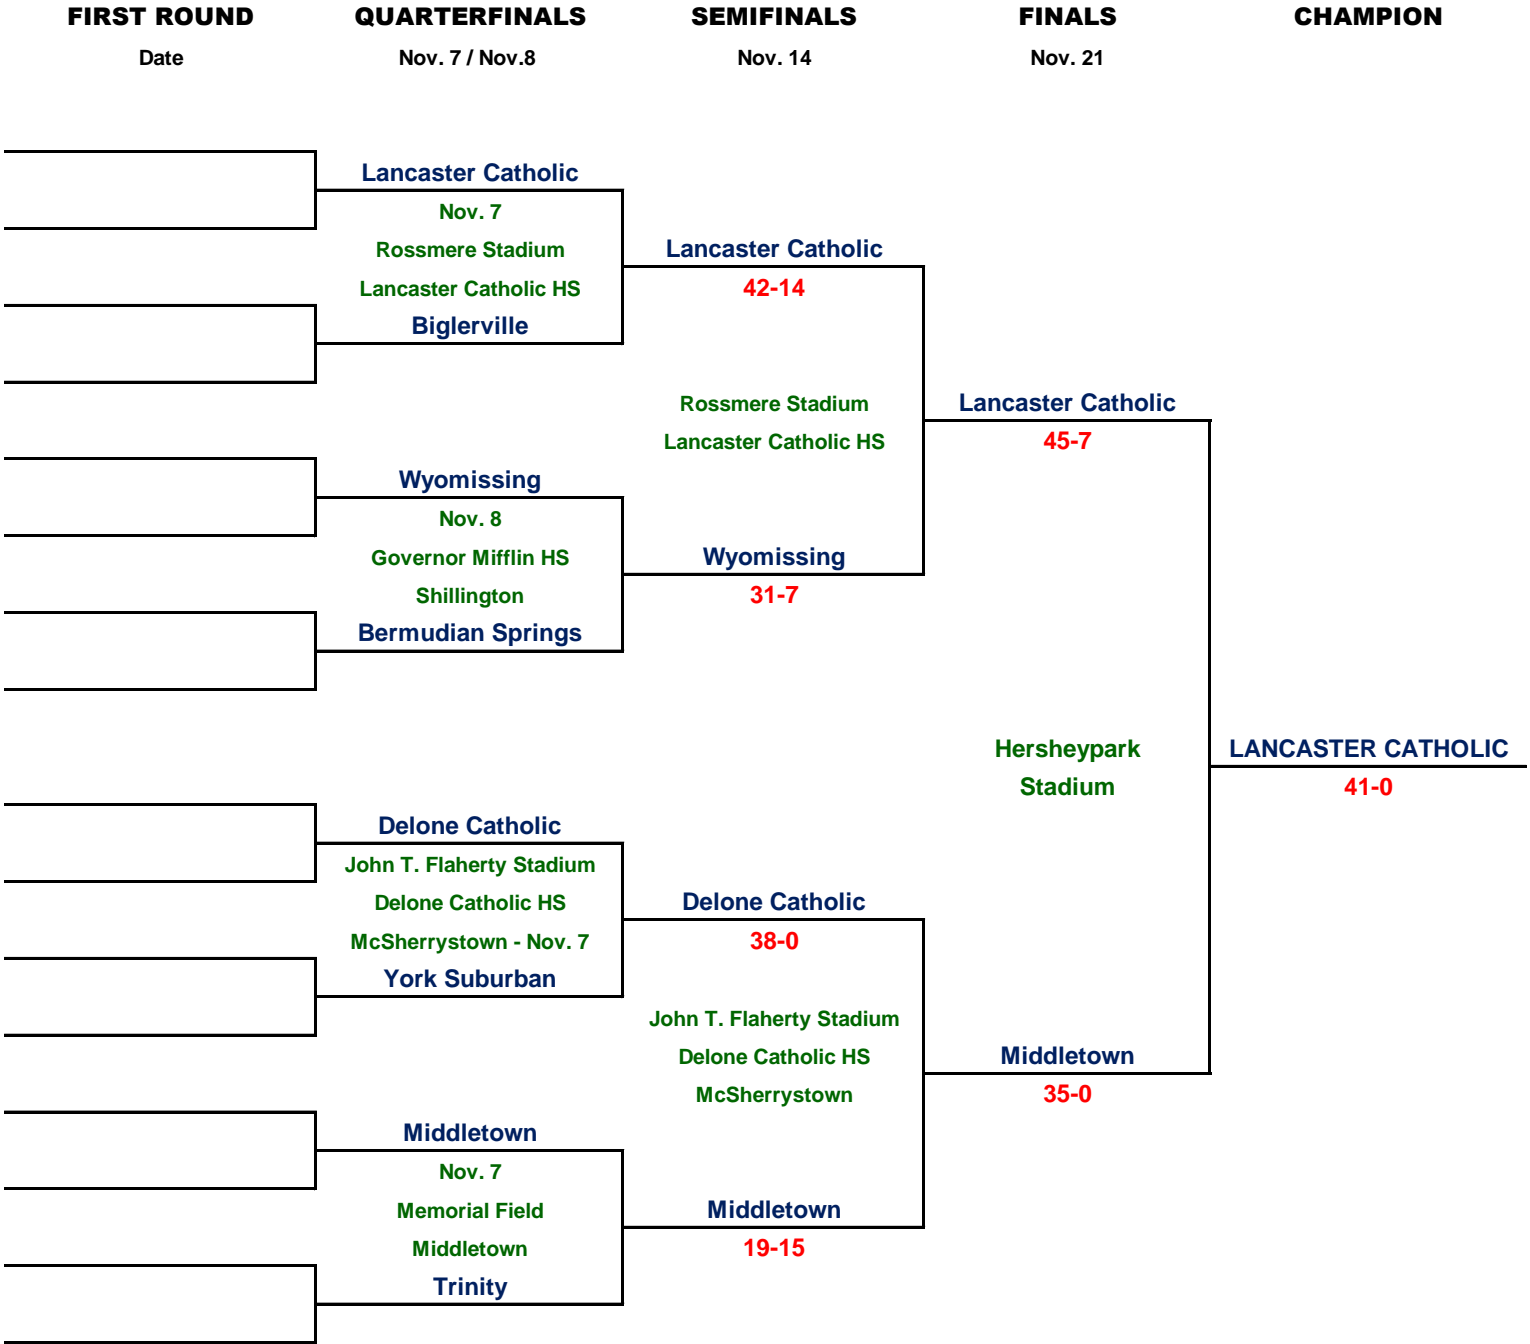 FIRST ROUND QUARTERFINALS SEMIFINALS FINALS CHAMPION
Date Nov. 7 / Nov.8 Nov. 14 Nov. 21
Lancaster Catholic
Nov. 7
Rossmere Stadium
Lancaster Catholic HS
Biglerville
Lancaster Catholic
42-14
Rossmere Stadium
Lancaster Catholic HS
Wyomissing
Nov. 8
Governor Mifflin HS
Shillington
Bermudian Springs
Wyomissing
31-7
Lancaster Catholic
45-7
Hersheypark
Stadium
LANCASTER CATHOLIC
41-0
Delone Catholic
John T. Flaherty Stadium
Delone Catholic HS
McSherrystown - Nov. 7
York Suburban
Delone Catholic
38-0
John T. Flaherty Stadium
Delone Catholic HS
McSherrystown
Middletown
35-0
Middletown
Nov. 7
Memorial Field
Middletown
Trinity
Middletown
19-15